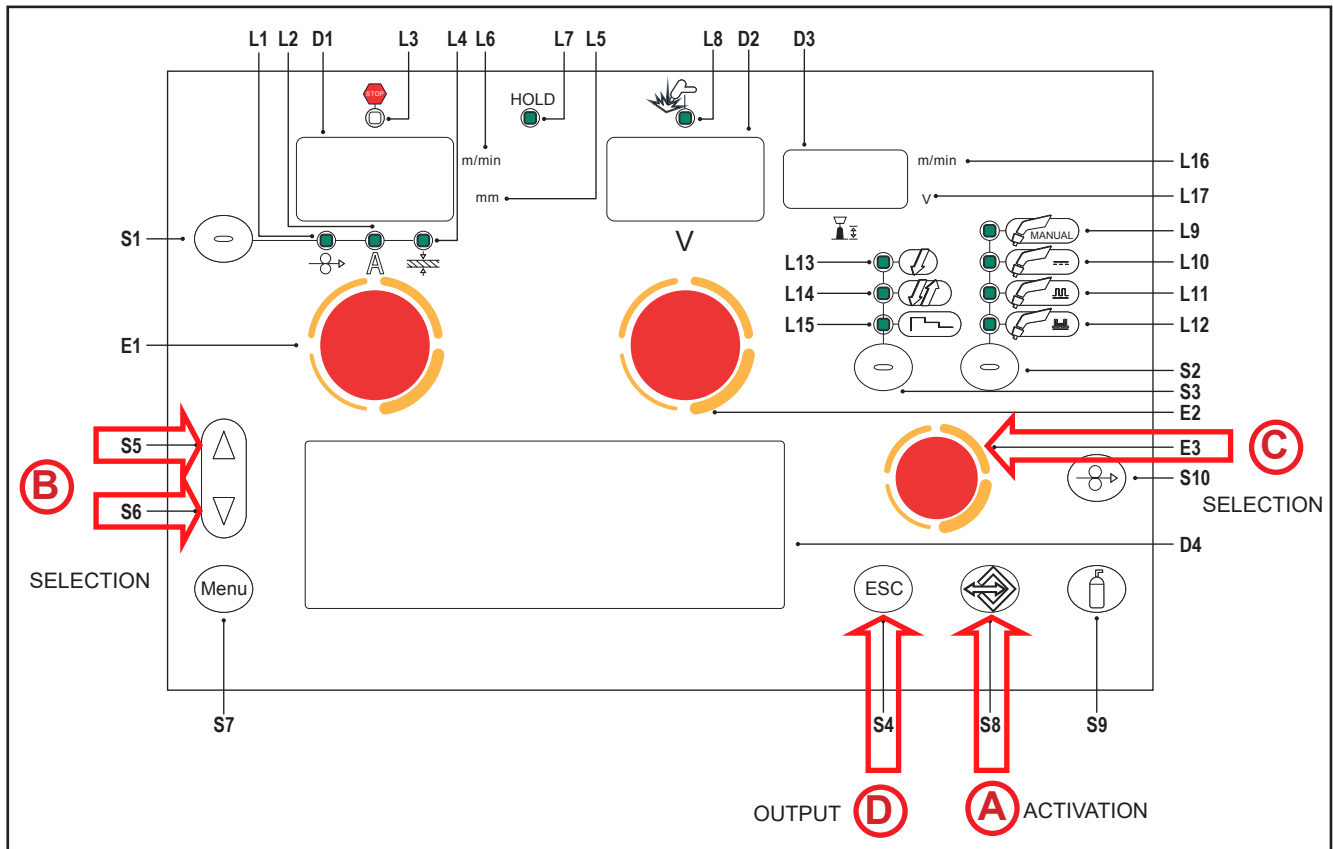 L1 L2 D1 L3 L4 L6 L7 L5 L8 D2 D3
STOP
HOLD
m/min
mm
m/min L16
V L17
S1
A
V
MANUAL L9
L13 L10
L14 L11
L15 L12
E1
S2
S3
E2
S5 E3 C
B S10
S6 SELECTION
D4
SELECTION
Menu ESC
S7 S4 S8 S9
OUTPUT D A ACTIVATION